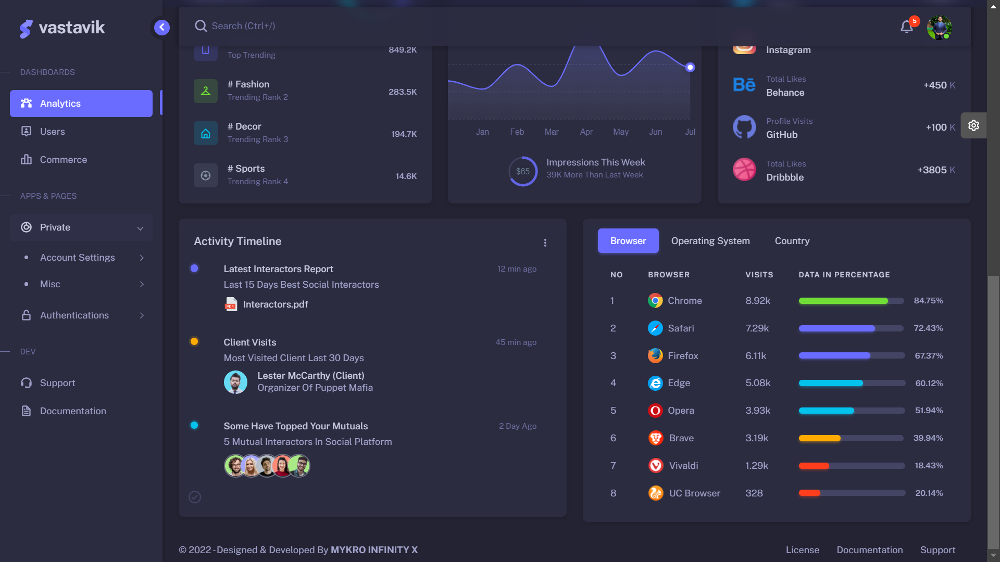 vastavik
DASHBOARDS
Analytics
Users
Commerce
APPS & PAGES
Private
Account Settings
Misc
Authentications
DEV
Support
Documentation
Search (Ctrl+/)
5
Top Trending
849.2K
# Fashion
Trending Rank 2
283.5K
# Decor
Trending Rank 3
194.7K
# Sports
Trending Rank 4
14.6K
Jan Feb Mar Apr May Jun Jul
$65
Impressions This Week
39K More Than Last Week
Instagram
Bē
Total Likes
Behance
+450 K
Profile Visits
GitHub
+100 K
Total Likes
Dribbble
+3805 K
Activity Timeline
Latest Interactors Report
12 min ago
Last 15 Days Best Social Interactors
PDF
Interactors.pdf
Client Visits
45 min ago
Most Visited Client Last 30 Days
Lester McCarthy (Client)
Organizer Of Puppet Mafia
Some Have Topped Your Mutuals
2 Day Ago
5 Mutual Interactors In Social Platform
Browser Operating System Country
NO BROWSER VISITS DATA IN PERCENTAGE
1 Chrome 8.92k 84.75%
2 Safari 7.29k 72.43%
3 Firefox 6.11k 67.37%
4 Edge 5.08k 60.12%
5 Opera 3.93k 51.94%
6 Brave 3.19k 39.94%
7 Vivaldi 1.29k 18.43%
8 UC Browser 328 20.14%
© 2022 - Designed & Developed By MYKRO INFINITY X
License Documentation Support